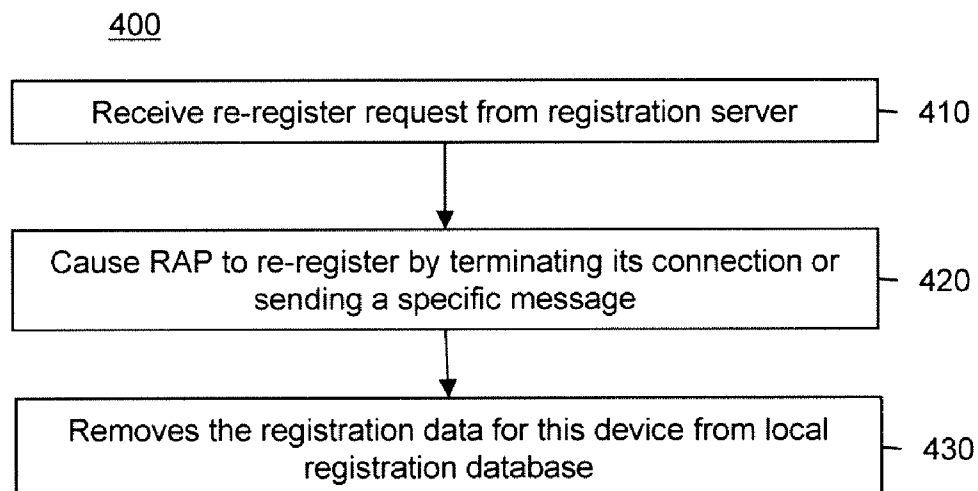 400
Receive re-register request from registration server
410
Cause RAP to re-register by terminating its connection or
sending a specific message
420
Removes the registration data for this device from local
registration database
430